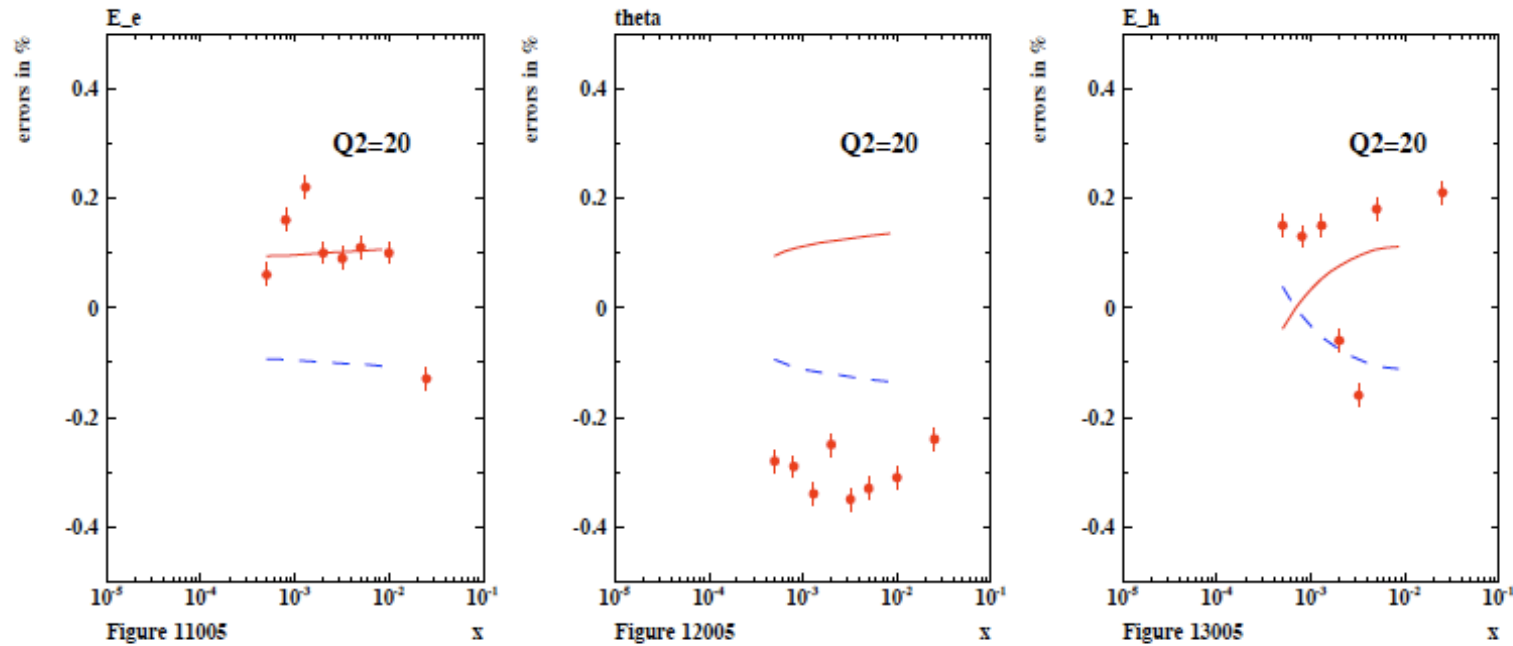 E_e
errors in %
Q2=20
0.4
0.2
0
-0.2
-0.4
10⁻⁵ 10⁻⁴ 10⁻³ 10⁻² 10⁻¹
Figure 11005 x
theta
errors in %
Q2=20
0.4
0.2
0
-0.2
-0.4
10⁻⁵ 10⁻⁴ 10⁻³ 10⁻² 10⁻¹
Figure 12005 x
E_h
errors in %
Q2=20
0.4
0.2
0
-0.2
-0.4
10⁻⁵ 10⁻⁴ 10⁻³ 10⁻² 10⁻¹
Figure 13005 x